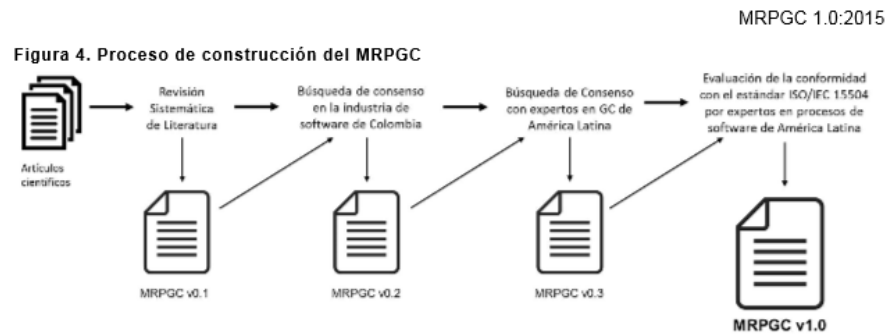 MRPGC 1.0:2015
Figura 4. Proceso de construcción del MRPGC
Artículos
científicos
Revisión
Sistemática
de Literatura
Búsqueda de consenso
en la industria de
software de Colombia
Búsqueda de Consenso
con expertos en GC de
América Latina
Evaluación de la conformidad
con el estándar ISO/IEC 15504
por expertos en procesos de
software de América Latina
MRPGC v0.1
MRPGC v0.2
MRPGC v0.3
MRPGC v1.0